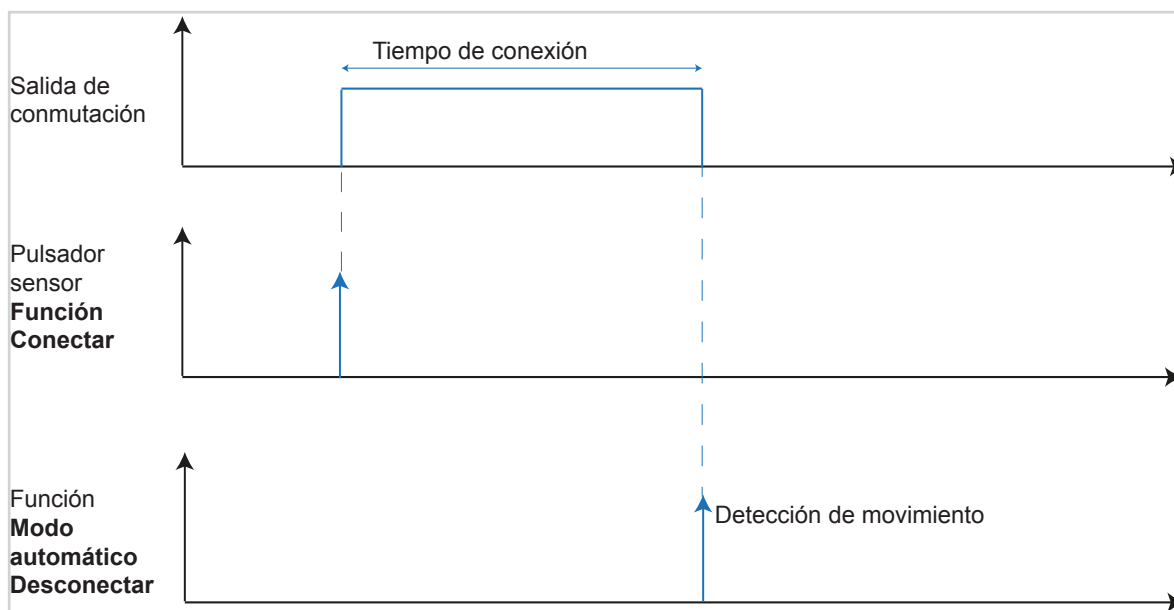 Tiempo de conexión
Salida de
conmutación
Pulsador
sensor
Función
Conectar
Función
Modo
automático
Desconectar
Detección de movimiento